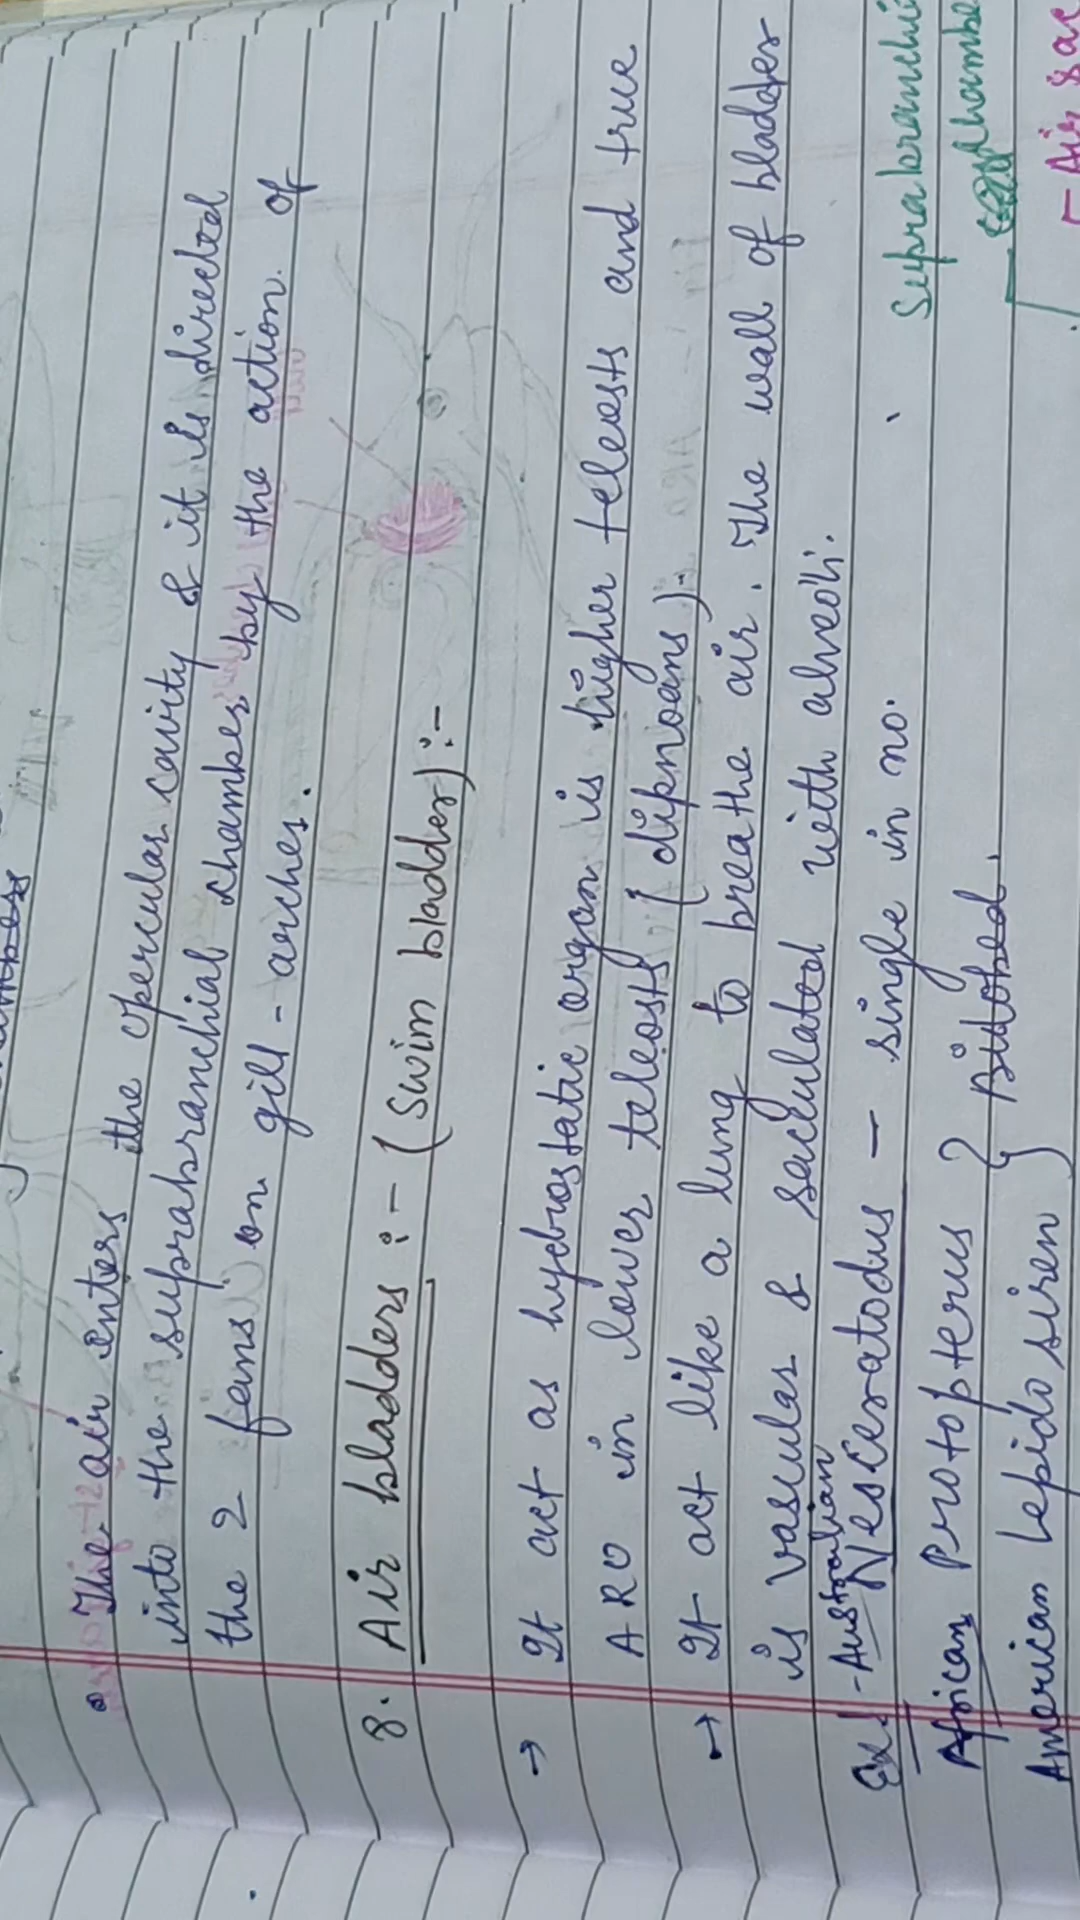 • The air enters the opercular cavity & it is directed
into the suprabranchial chamber by the action of
the 2 fans on gill-arches.
8. Air bladders :- (Swim bladder) :-
→ It act as hydrostatic organ is higher teleosts and true
ARO in lower teleosts (dipnoans).
→ It act like a lung to breathe air. The wall of bladder
is vascular & sacculated with alveoli.
Ex! - Australian Nesceratodus – single in no.
African Protopterus } Bilobed.
American Lepidosiren }
Suprabranchi
chambe
Air sac